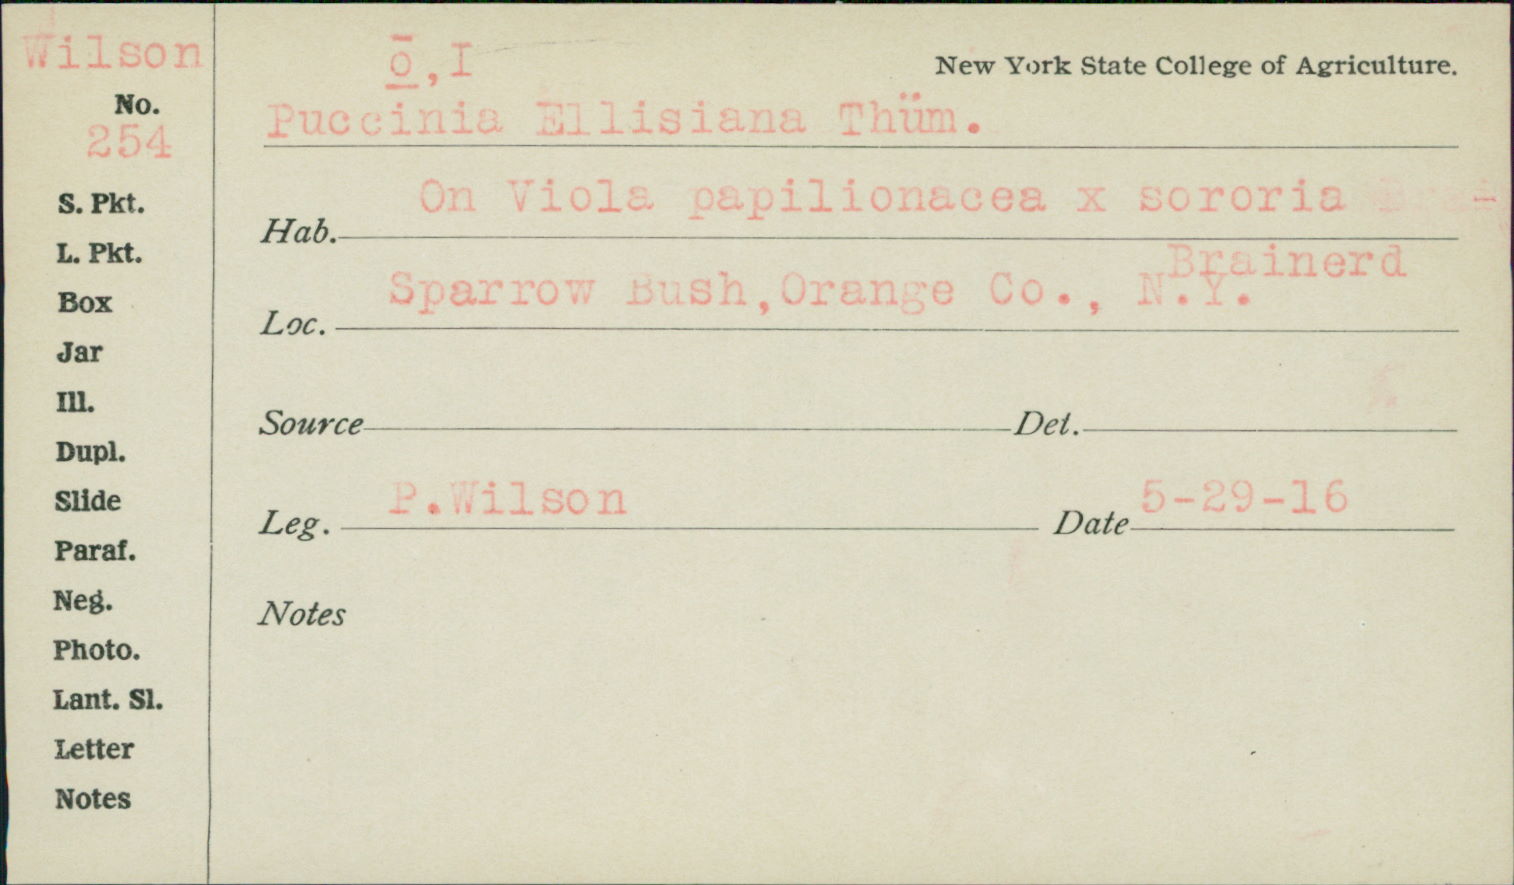 Wilson
No.
254
S. Pkt.
L. Pkt.
Box
Jar
Ill.
Dupl.
Slide
Paraf.
Neg.
Photo.
Lant. Sl.
Letter
Notes
o̲̅,I
New York State College of Agriculture.
Puccinia Ellisiana Thüm.
Hab. On Viola papilionacea x sororia
Brainerd
Loc. Sparrow Bush,Orange Co., N.Y.
Source Det.
Leg. P.Wilson Date 5-29-16
Notes